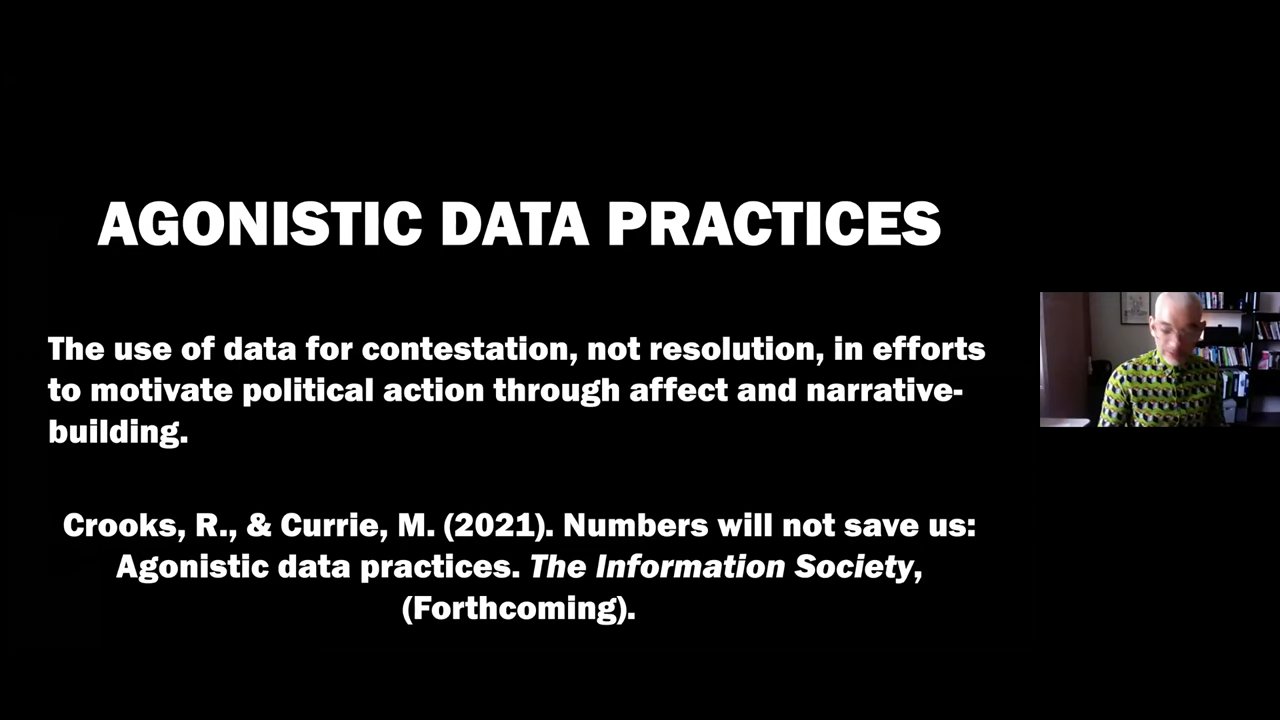 AGONISTIC DATA PRACTICES
The use of data for contestation, not resolution, in efforts
to motivate political action through affect and narrative-
building.
Crooks, R., & Currie, M. (2021). Numbers will not save us:
Agonistic data practices. The Information Society,
(Forthcoming).